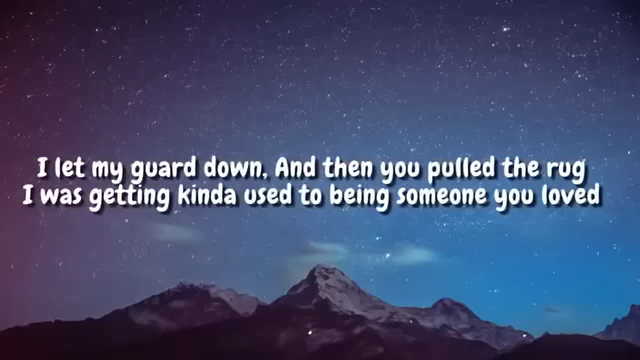 I let my guard down, And then you pulled the rug
I was getting kinda used to being someone you loved